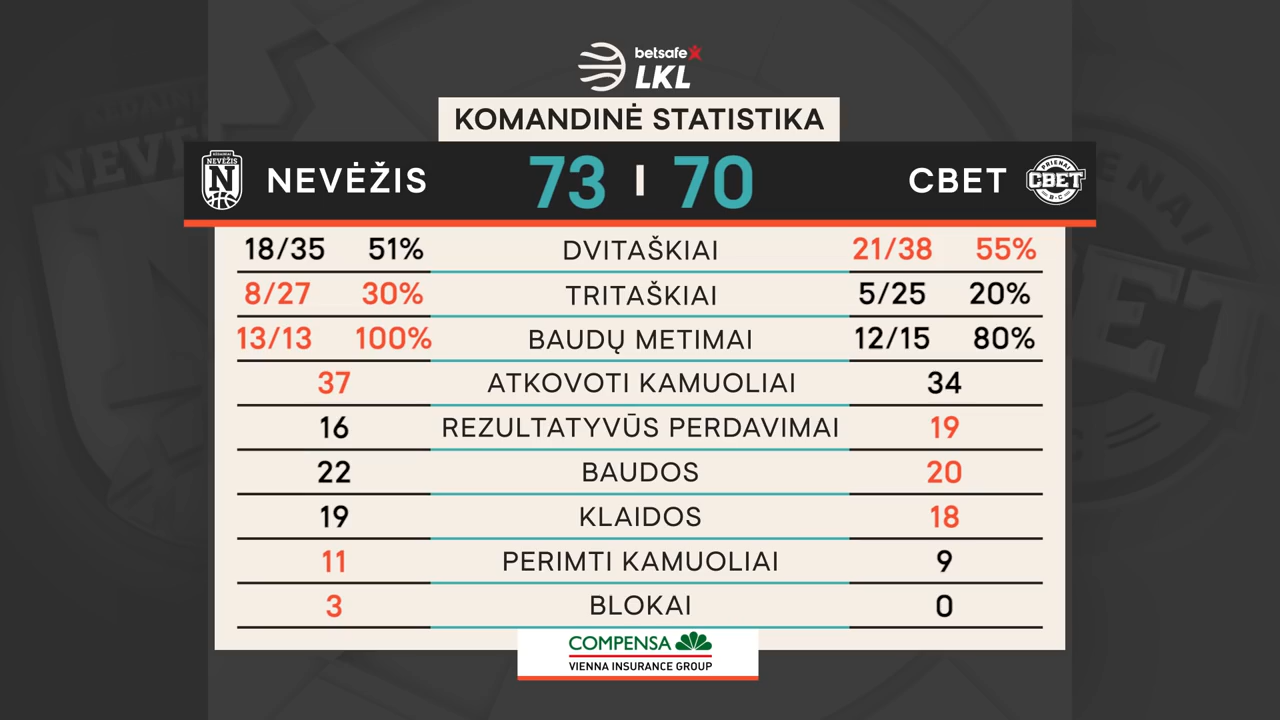 betsafe
LKL
KOMANDINĖ STATISTIKA
NEVĖŽIS 73 I 70 CBET
18/35 51% DVITAŠKIAI 21/38 55%
8/27 30% TRITAŠKIAI 5/25 20%
13/13 100% BAUDŲ METIMAI 12/15 80%
37 ATKOVOTI KAMUOLIAI 34
16 REZULTATYVŪS PERDAVIMAI 19
22 BAUDOS 20
19 KLAIDOS 18
11 PERIMTI KAMUOLIAI 9
3 BLOKAI 0
COMPENSA
VIENNA INSURANCE GROUP